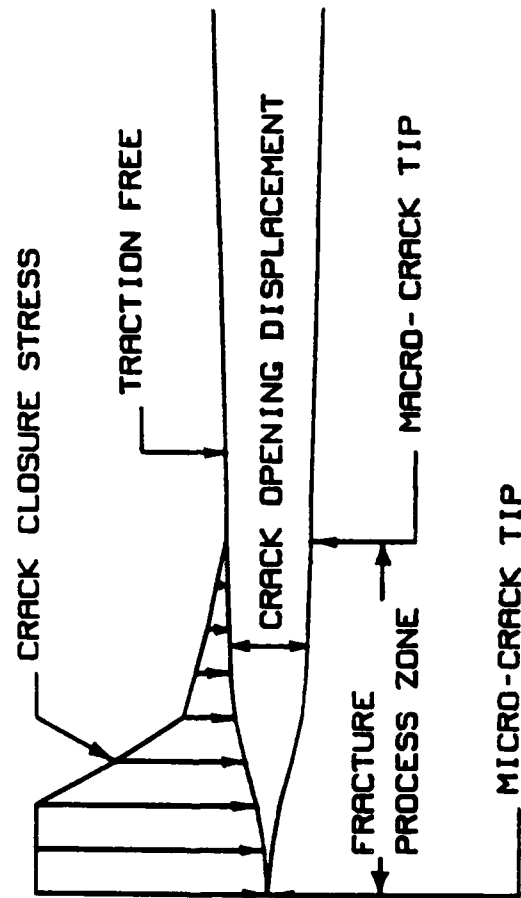 CRACK CLOSURE STRESS
TRACTION FREE
CRACK OPENING DISPLACEMENT
FRACTURE
PROCESS ZONE
MACRO-CRACK TIP
MICRO-CRACK TIP